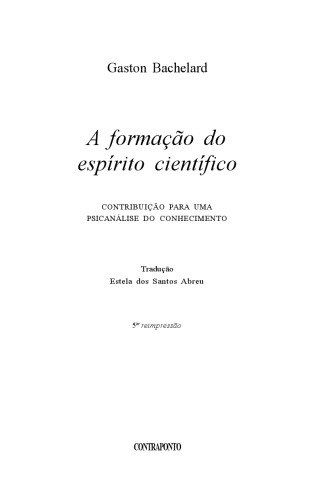 Gaston Bachelard
A formação do
espírito científico
CONTRIBUIÇÃO PARA UMA
PSICANÁLISE DO CONHECIMENTO
Tradução
Estela dos Santos Abreu
5ª reimpressão
CONTRAPONTO